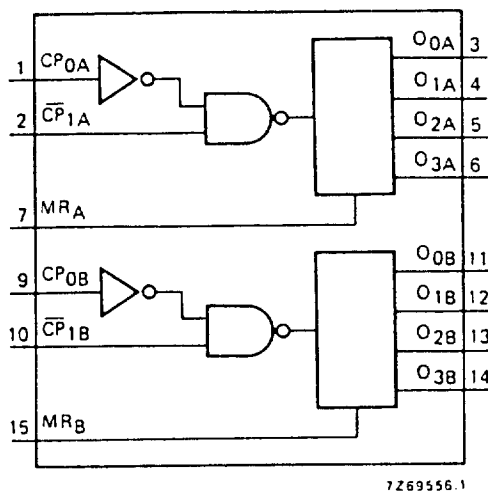 1 CP0A
2 C̅P̅1A
7 MRA
O0A 3
O1A 4
O2A 5
O3A 6
9 CP0B
10 C̅P̅1B
15 MRB
O0B 11
O1B 12
O2B 13
O3B 14
7Z69556.1